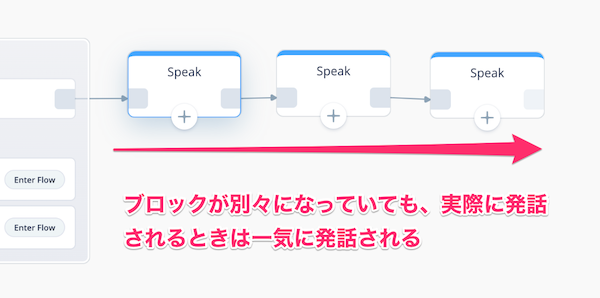 Speak
Speak
Speak
Enter Flow
Enter Flow
ブロックが別々になっていても、実際に発話
されるときは一気に発話される